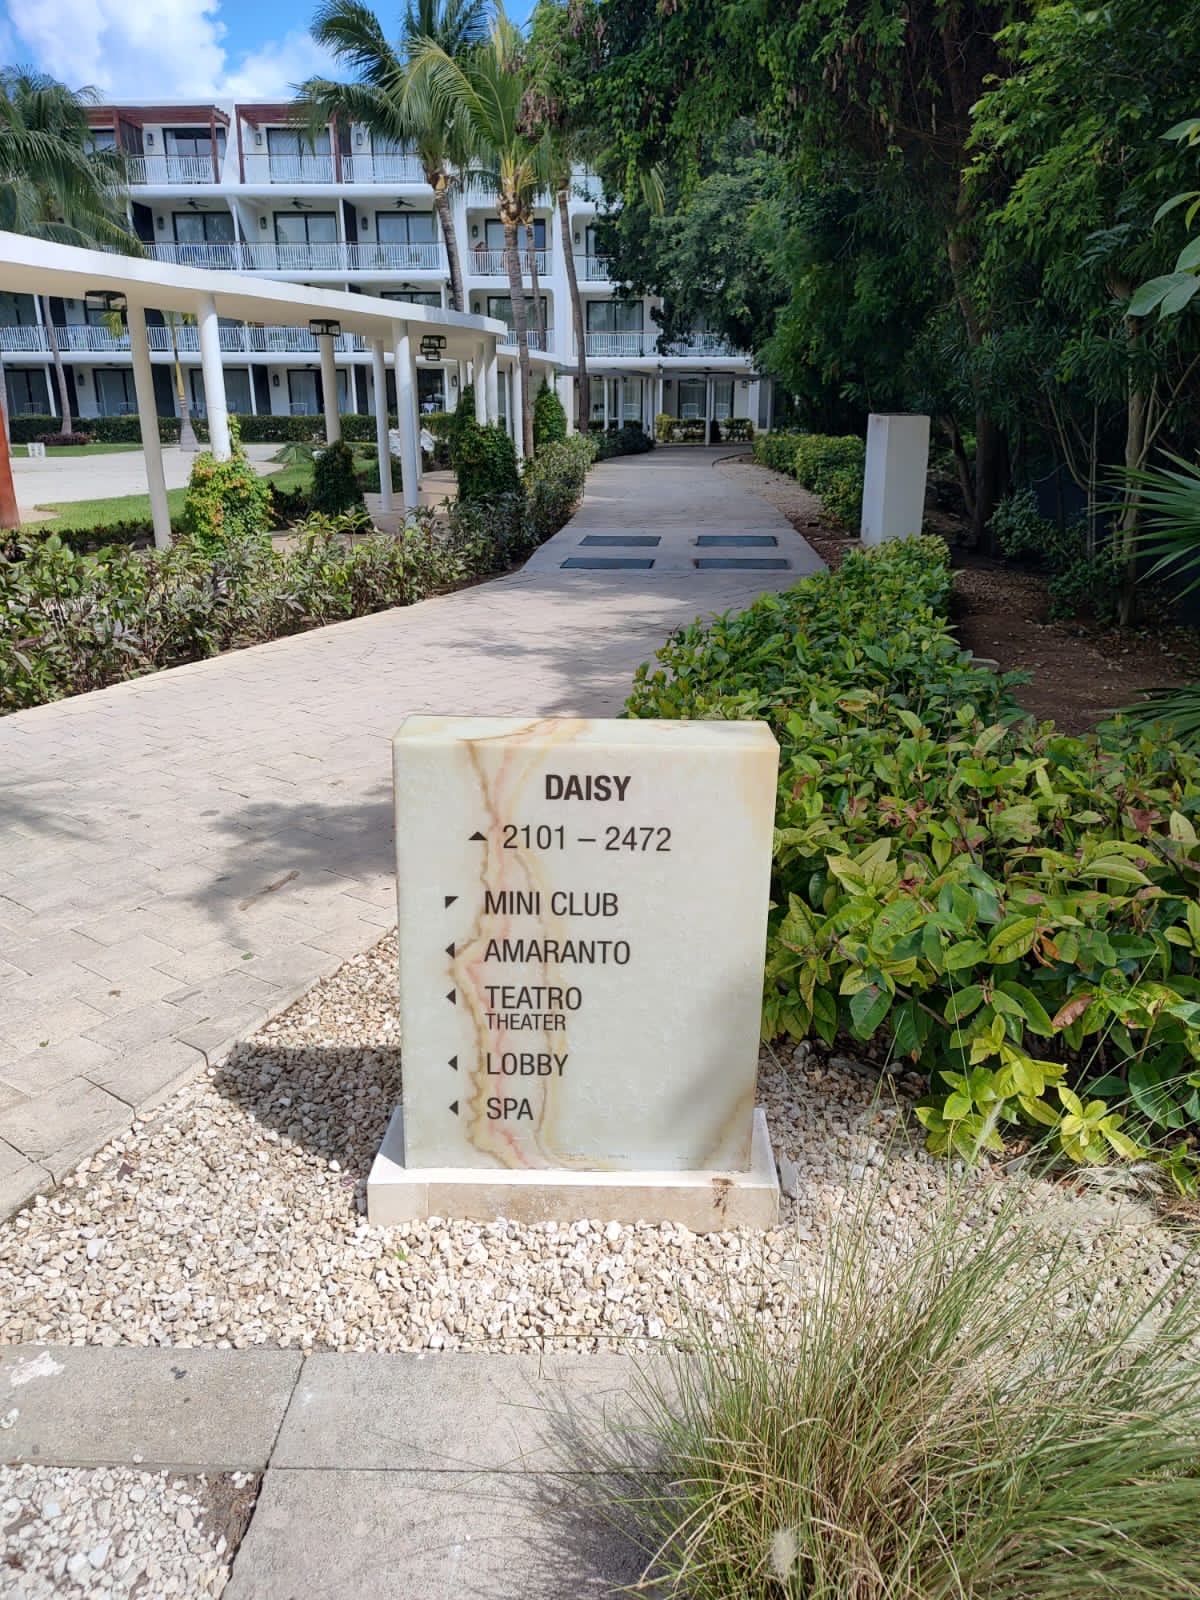 DAISY
2101 – 2472
MINI CLUB
AMARANTO
TEATRO
THEATER
LOBBY
SPA